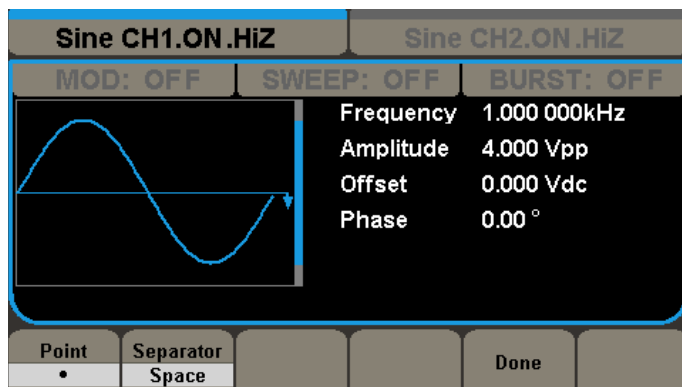 Sine CH1.ON.HiZ
Sine CH2.ON.HiZ
MOD: OFF
SWEEP: OFF
BURST: OFF
Frequency 1.000 000kHz
Amplitude 4.000 Vpp
Offset 0.000 Vdc
Phase 0.00 °
Point
•
Separator
Space
Done